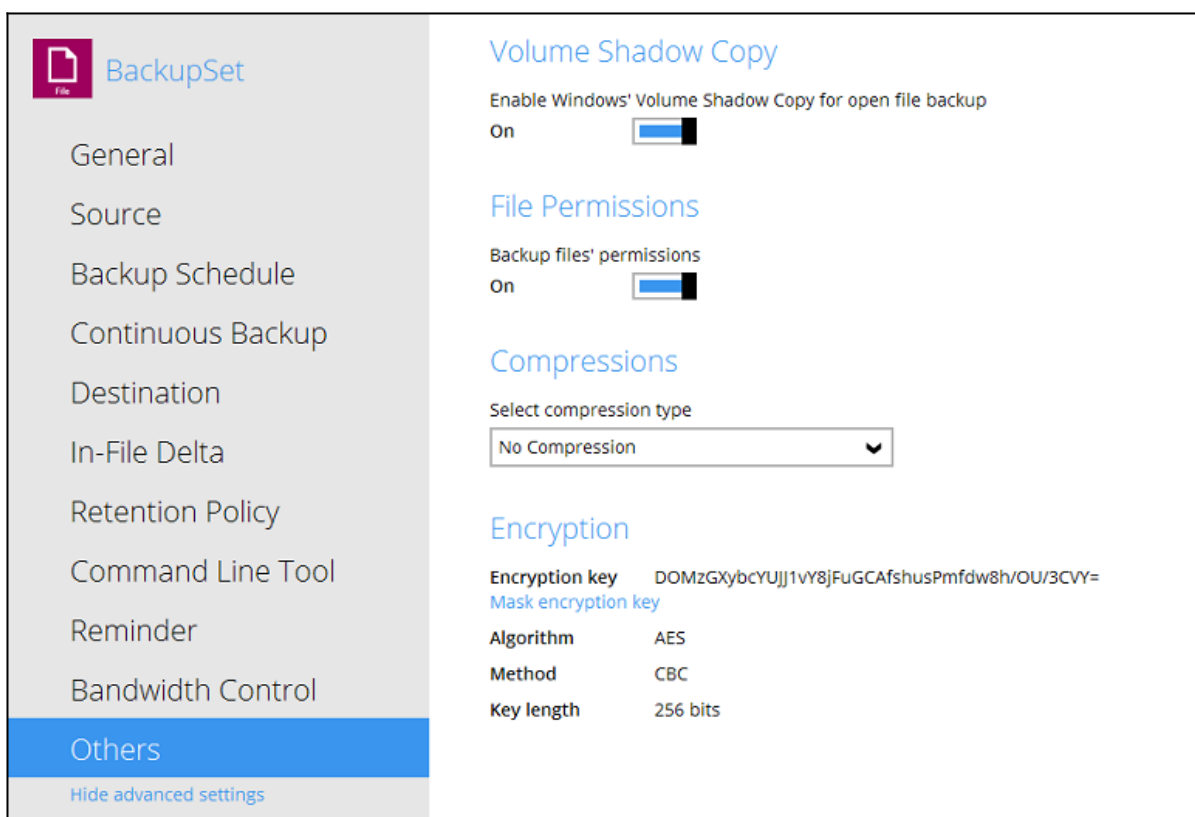 File
BackupSet
General
Source
Backup Schedule
Continuous Backup
Destination
In-File Delta
Retention Policy
Command Line Tool
Reminder
Bandwidth Control
Others
Hide advanced settings
Volume Shadow Copy
Enable Windows' Volume Shadow Copy for open file backup
On
File Permissions
Backup files' permissions
On
Compressions
Select compression type
No Compression
Encryption
Encryption key DOMzGXybcYUJJ1vY8jFuGCAfshusPmfdw8h/OU/3CVY=
Mask encryption key
Algorithm AES
Method CBC
Key length 256 bits